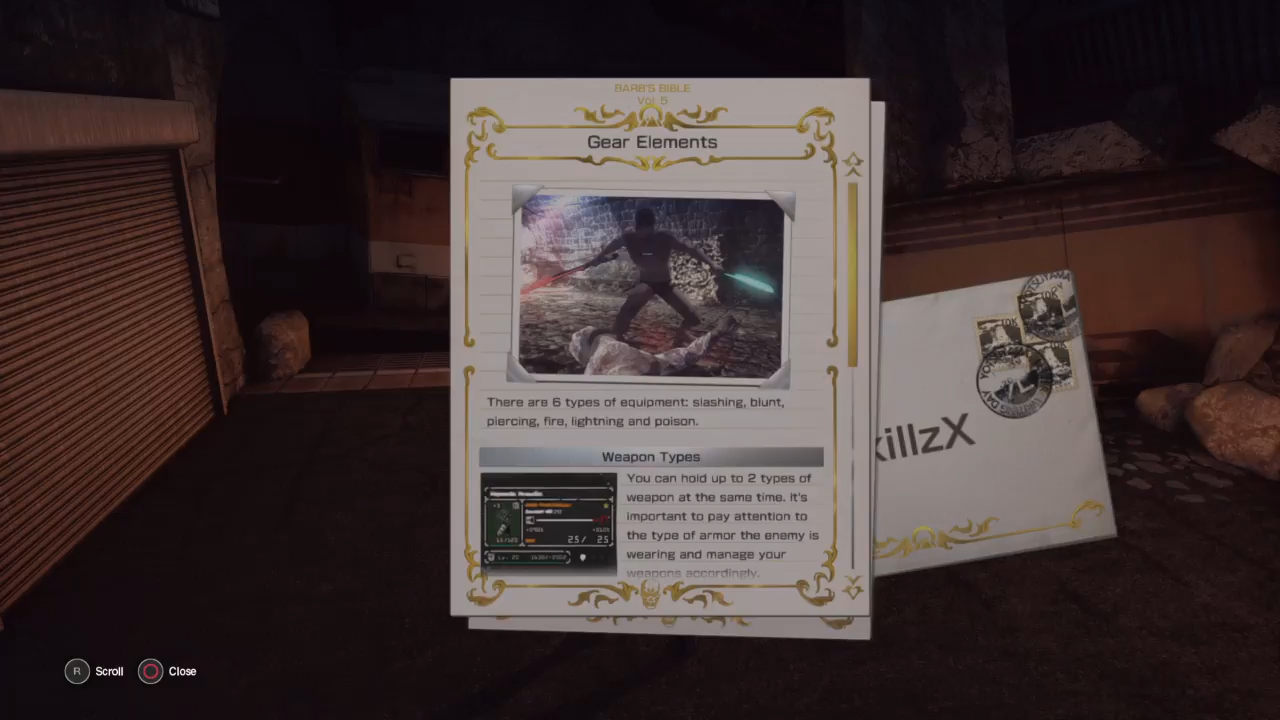 BARB'S BIBLE
Vol 5
Gear Elements
There are 6 types of equipment: slashing, blunt,
piercing, fire, lightning and poison.
Weapon Types
You can hold up to 2 types of
weapon at the same time. It's
important to pay attention to
the type of armor the enemy is
wearing and manage your
weapons accordingly.
25/ 25
killzX
R Scroll Close